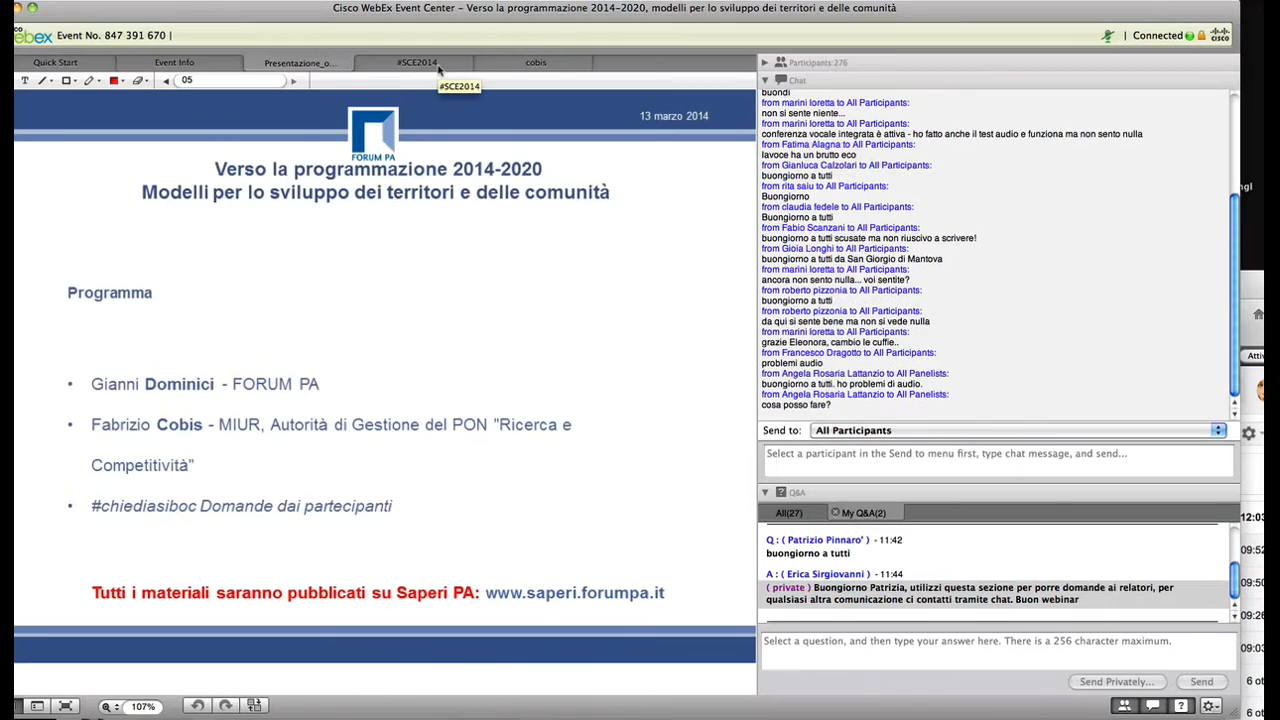 Cisco WebEx Event Center - Verso la programmazione 2014-2020, modelli per lo sviluppo dei territori e delle comunità
Event No. 847 391 670 |
| Connected
cisco
Quick Start
Event Info
Presentazione_o...
#SCE2014
cobis
#SCE2014
05
13 marzo 2014
FORUM PA
Verso la programmazione 2014-2020
Modelli per lo sviluppo dei territori e delle comunità
Programma
• Gianni Dominici - FORUM PA
• Fabrizio Cobis - MIUR, Autorità di Gestione del PON "Ricerca e
Competitività"
• #chiediasiboc Domande dai partecipanti
Tutti i materiali saranno pubblicati su Saperi PA: www.saperi.forumpa.it
107%
Participants:276
Chat
buondi
from marini loretta to All Participants:
non si sente niente...
from marini loretta to All Participants:
conferenza vocale integrata è attiva - ho fatto anche il test audio e funziona ma non sento nulla
from Fatima Alagna to All Participants:
lavoce ha un brutto eco
from Gianluca Calzolari to All Participants:
buongiorno a tutti
from rita saiu to All Participants:
Buongiorno
from claudia fedele to All Participants:
Buongiorno a tutti
from Fabio Scanzani to All Participants:
buongiorno a tutti scusate ma non riuscivo a scrivere!
from Gioia Longhi to All Participants:
buongiorno a tutti da San Giorgio di Mantova
from marini loretta to All Participants:
ancora non sento nulla... voi sentite?
from roberto pizzonia to All Participants:
buongiorno a tutti
from roberto pizzonia to All Participants:
da qui si sente bene ma non si vede nulla
from marini loretta to All Participants:
grazie Eleonora, cambio le cuffie..
from Francesco Dragotto to All Participants:
problemi audio
from Angela Rosaria Lattanzio to All Panelists:
buongiorno a tutti. ho problemi di audio.
from Angela Rosaria Lattanzio to All Panelists:
cosa posso fare?
Send to: All Participants
Select a participant in the Send to menu first, type chat message, and send...
Q&A
All(27)
My Q&A(2)
Q : ( Patrizio Pinnaro' ) - 11:42
buongiorno a tutti
A : ( Erica Sirgiovanni ) - 11:44
( private ) Buongiorno Patrizia, utilizzi questa sezione per porre domande ai relatori, per
qualsiasi altra comunicazione ci contatti tramite chat. Buon webinar
Select a question, and then type your answer here. There is a 256 character maximum.
Send Privately...
Send
12:03
09:52
09:50
09:26
09:03
6 ot
6 ot